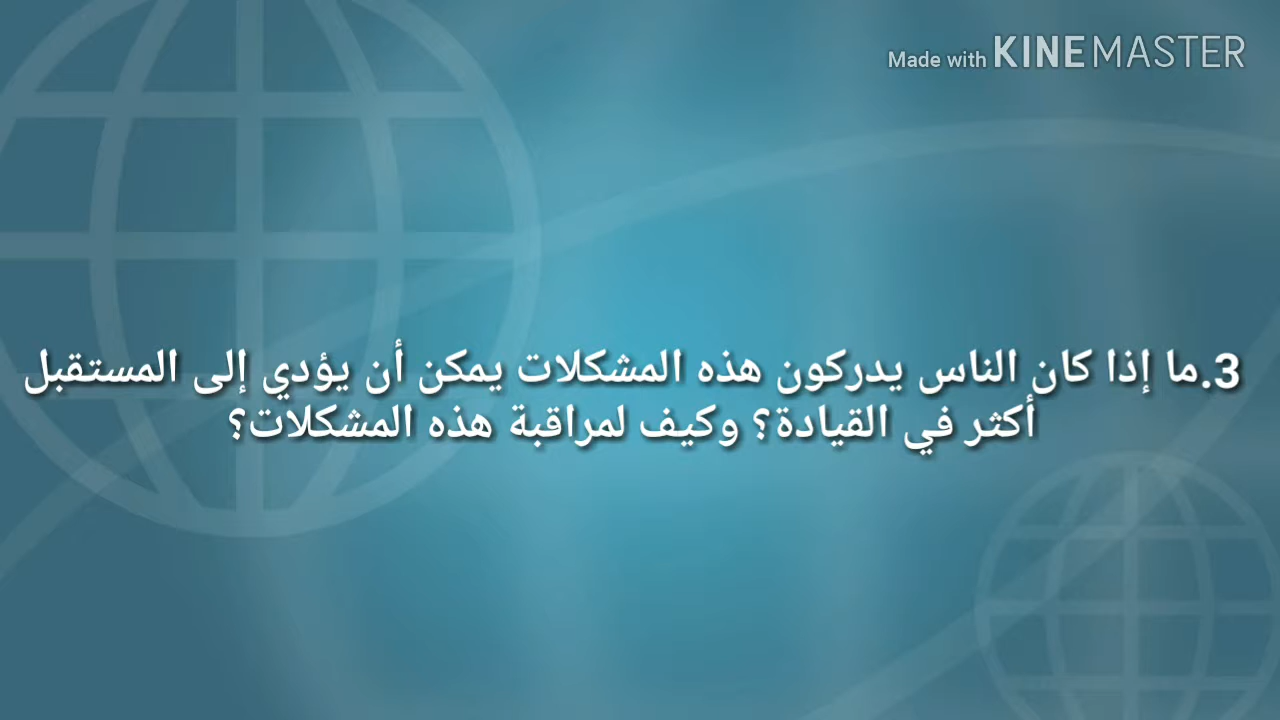 Made with KINEMASTER
3.ما إذا كان الناس يدركون هذه المشكلات يمكن أن يؤدي إلى المستقبل
أكثر في القيادة؟ وكيف لمراقبة هذه المشكلات؟